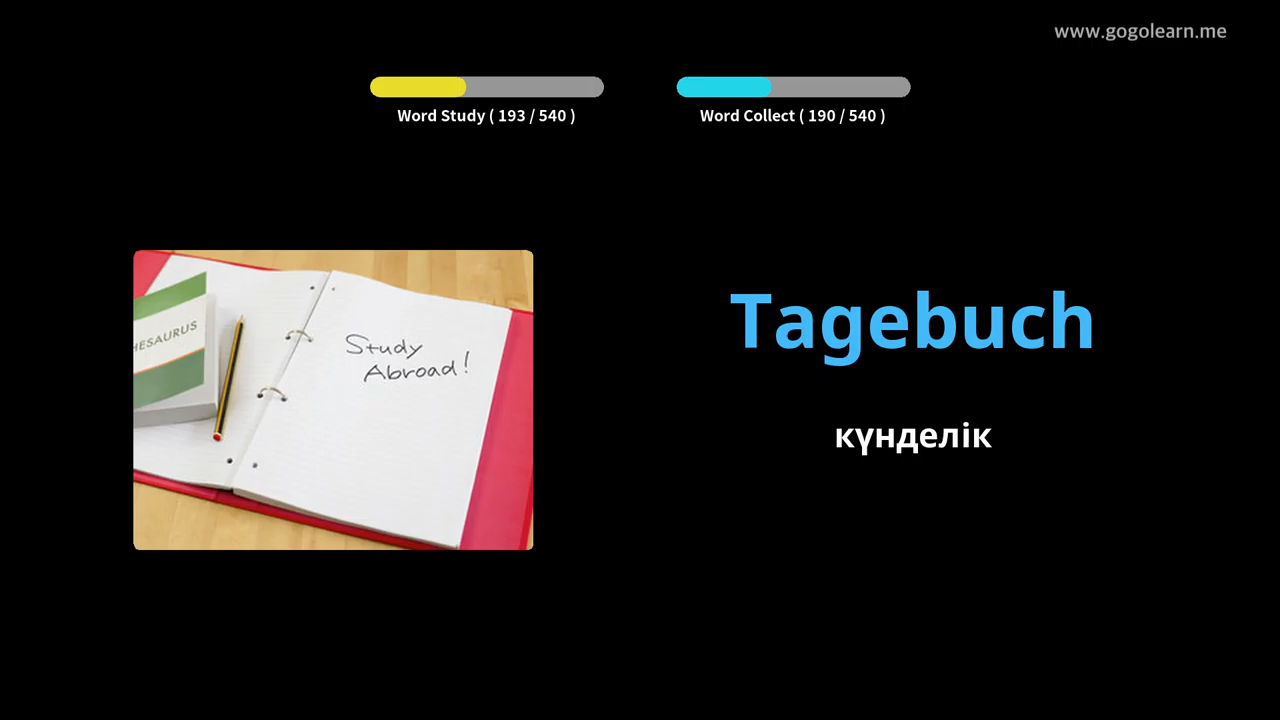 www.gogolearn.me
Word Study ( 193 / 540 )
Word Collect ( 190 / 540 )
HESAURUS
Study
Abroad!
Tagebuch
күнделік